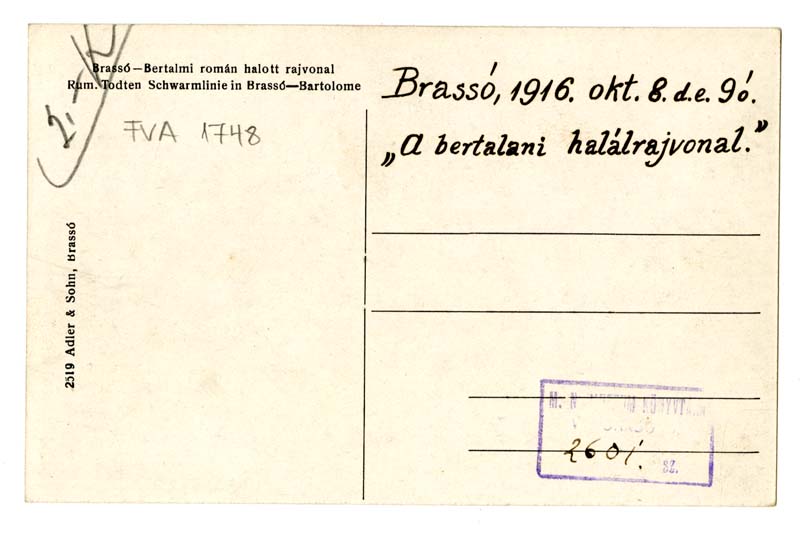 Brassó—Bertalmi román halott rajvonal
Rum. Todten Schwarmlinie in Brassó—Bartolome
FVA 1748
2519 Adler & Sohn, Brassó
Brassó, 1916. okt. 8. d.e. 9ó.
„A bertalani halálrajvonal."
M. N.
2601.
sz.